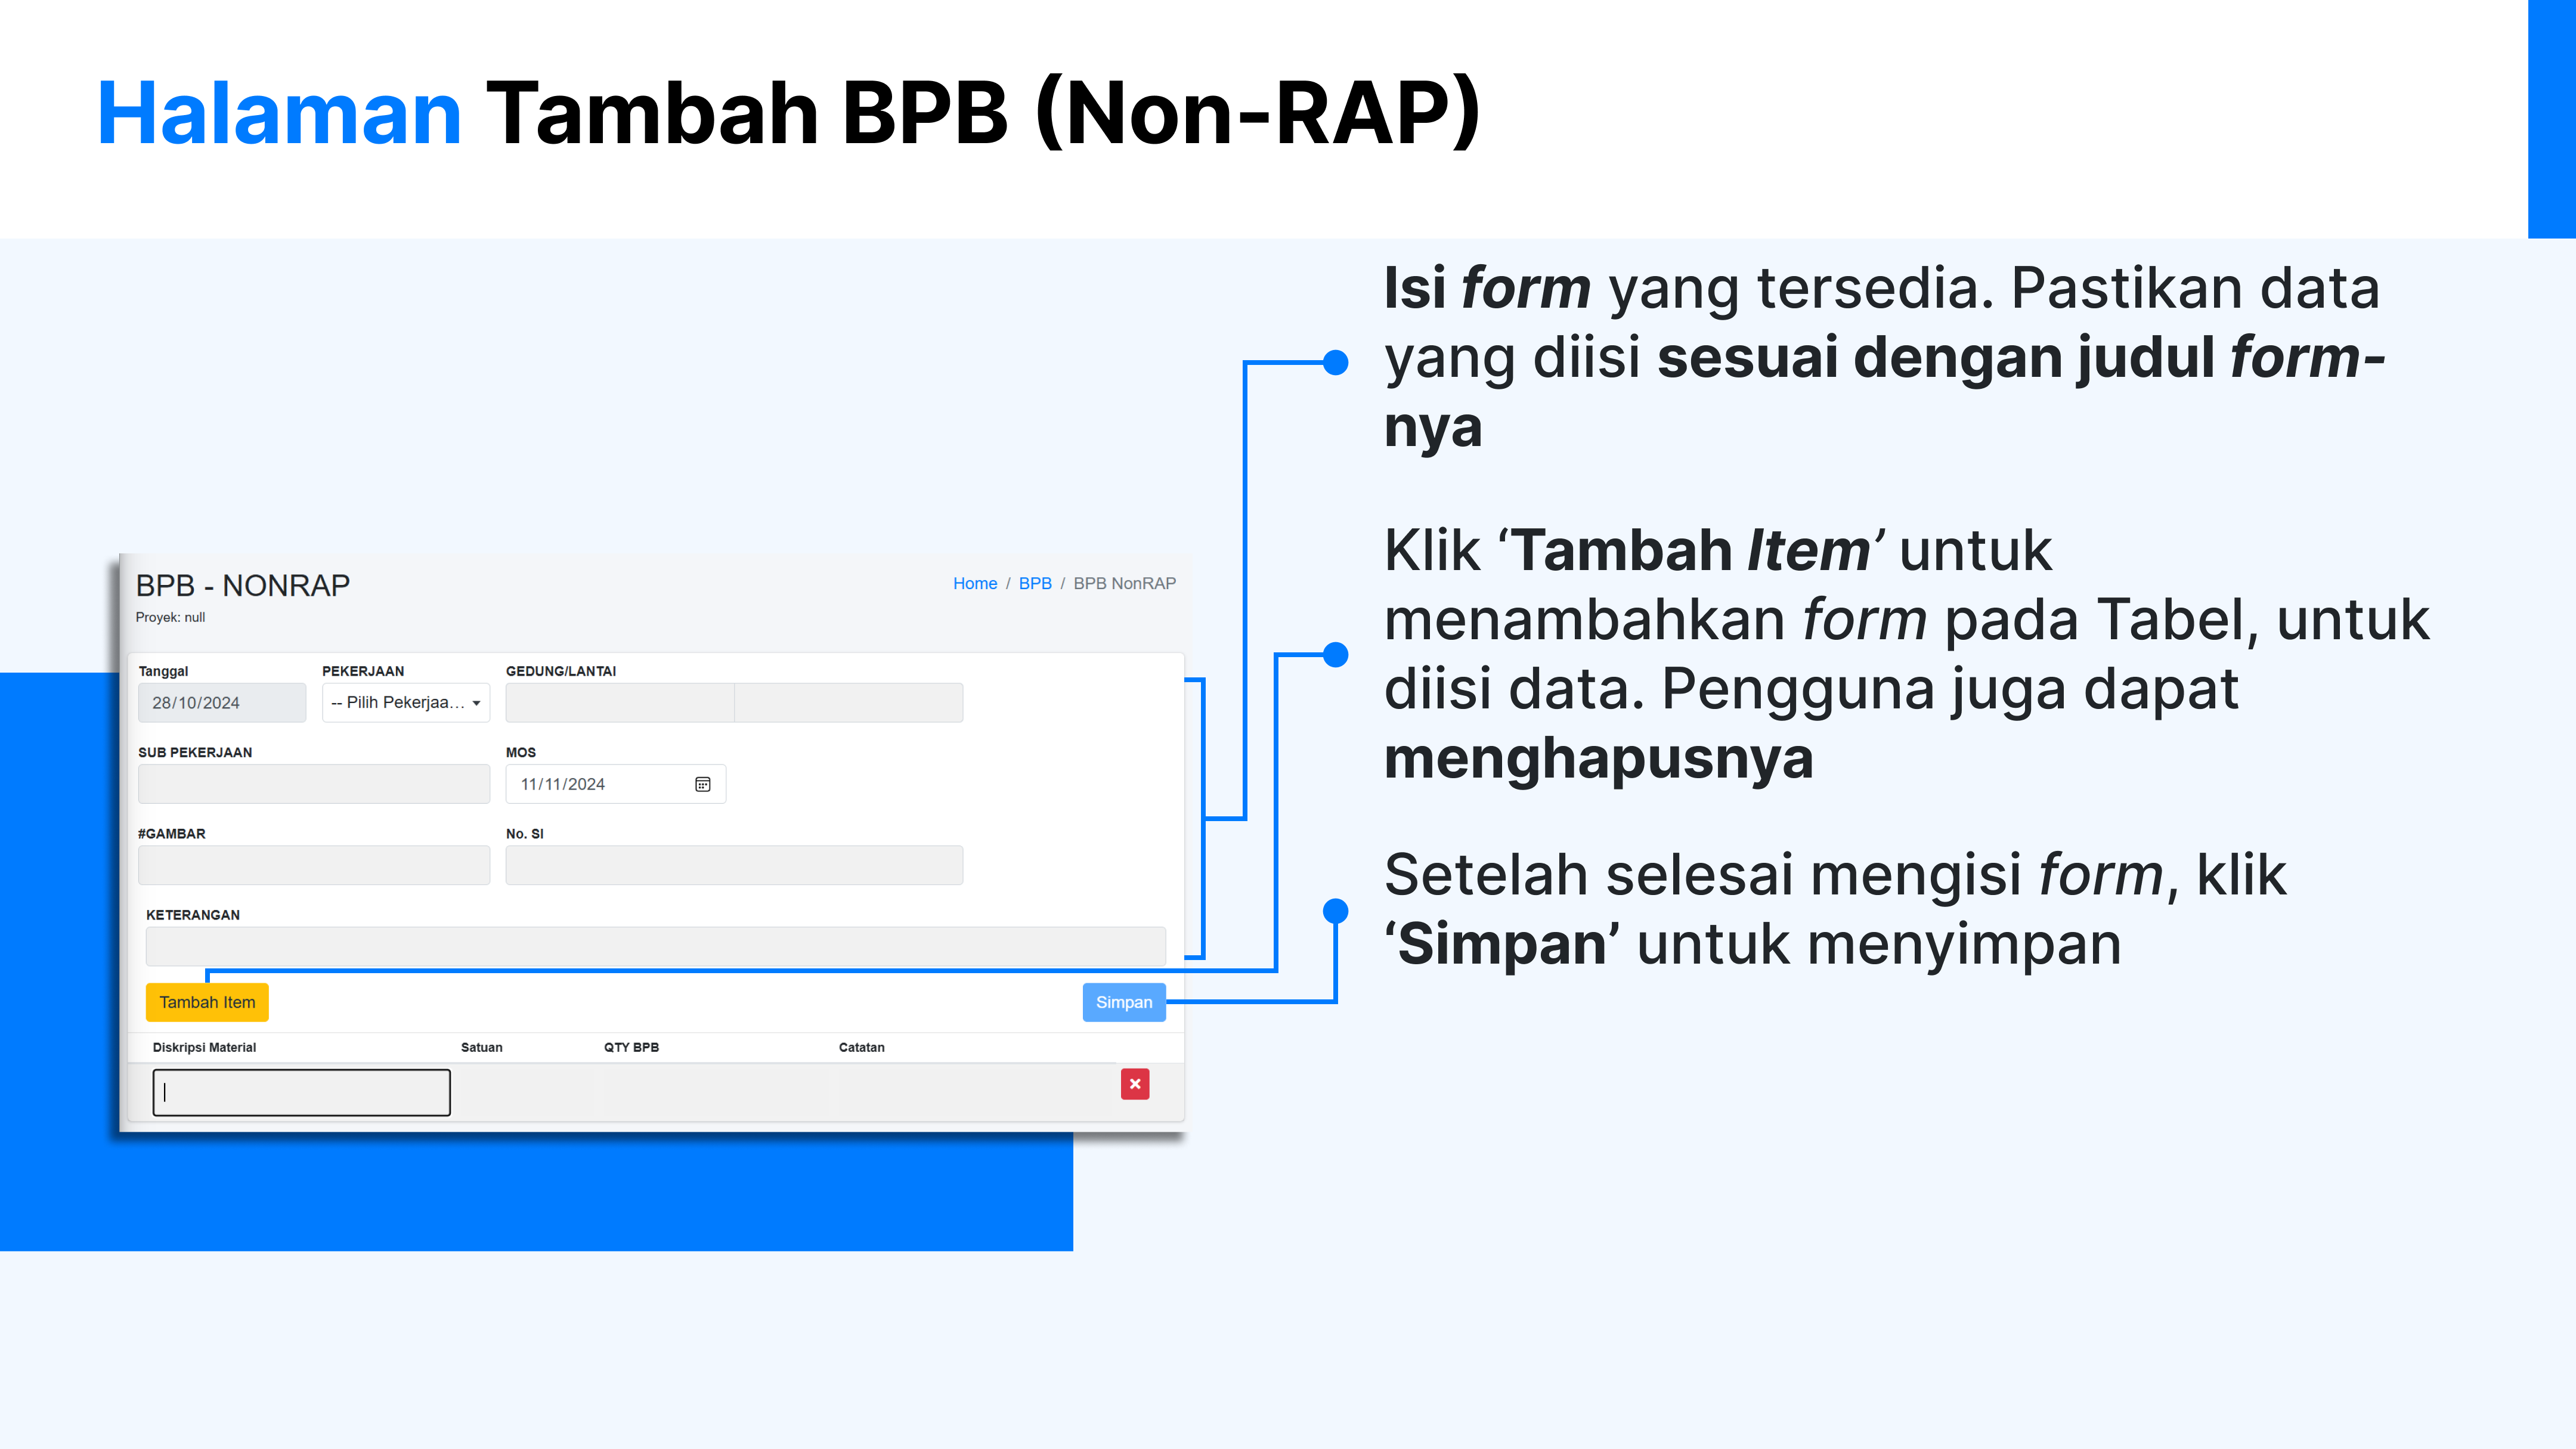 Halaman Tambah BPB (Non-RAP)
BPB - NONRAP
Home / BPB / BPB NonRAP
Proyek: null
Tanggal PEKERJAAN GEDUNG/LANTAI
28/10/2024 -- Pilih Pekerjaa...
SUB PEKERJAAN MOS
11/11/2024
#GAMBAR No. SI
KETERANGAN
Tambah Item Simpan
Diskripsi Material Satuan QTY BPB Catatan
Isi form yang tersedia. Pastikan data
yang diisi sesuai dengan judul form-
nya
Klik ‘Tambah Item’ untuk
menambahkan form pada Tabel, untuk
diisi data. Pengguna juga dapat
menghapusnya
Setelah selesai mengisi form, klik
‘Simpan’ untuk menyimpan